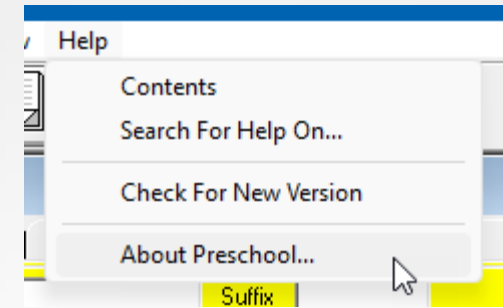 Help
Contents
Search For Help On...
Check For New Version
About Preschool...
Suffix